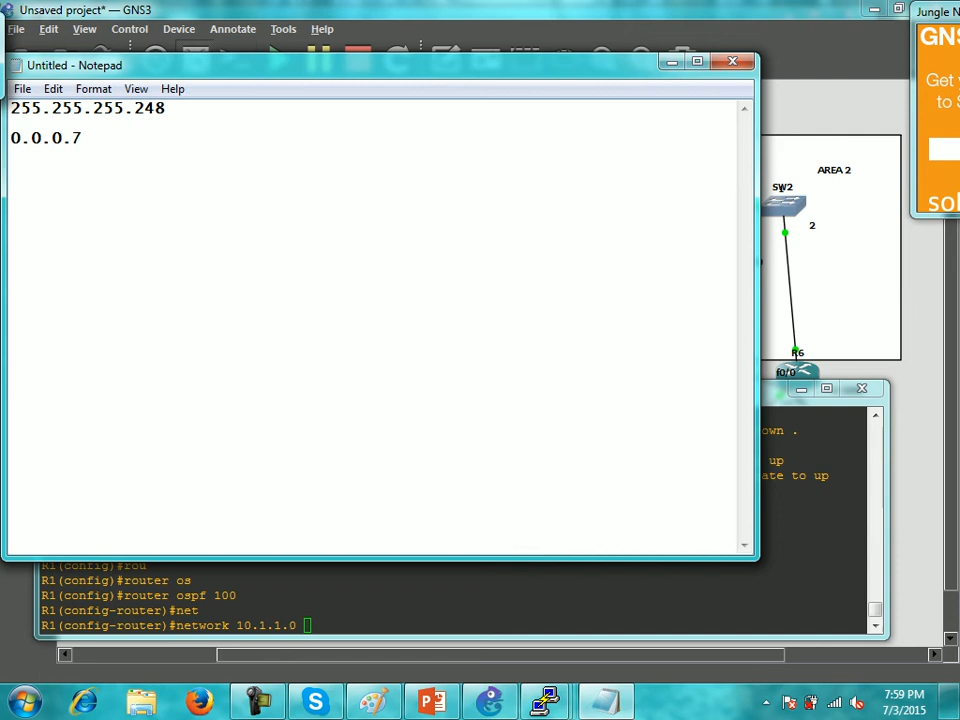 Unsaved project* — GNS3
Jungle N
File Edit View Control Device Annotate Tools Help
GNS
Get y
to S
sol
Untitled - Notepad
File Edit Format View Help
255.255.255.248
0.0.0.7
AREA 2
SW2
2
R6
f0/0
own .
up
ate to up
R1(config)#rou
R1(config)#router os
R1(config)#router ospf 100
R1(config-router)#net
R1(config-router)#network 10.1.1.0
7:59 PM
7/3/2015